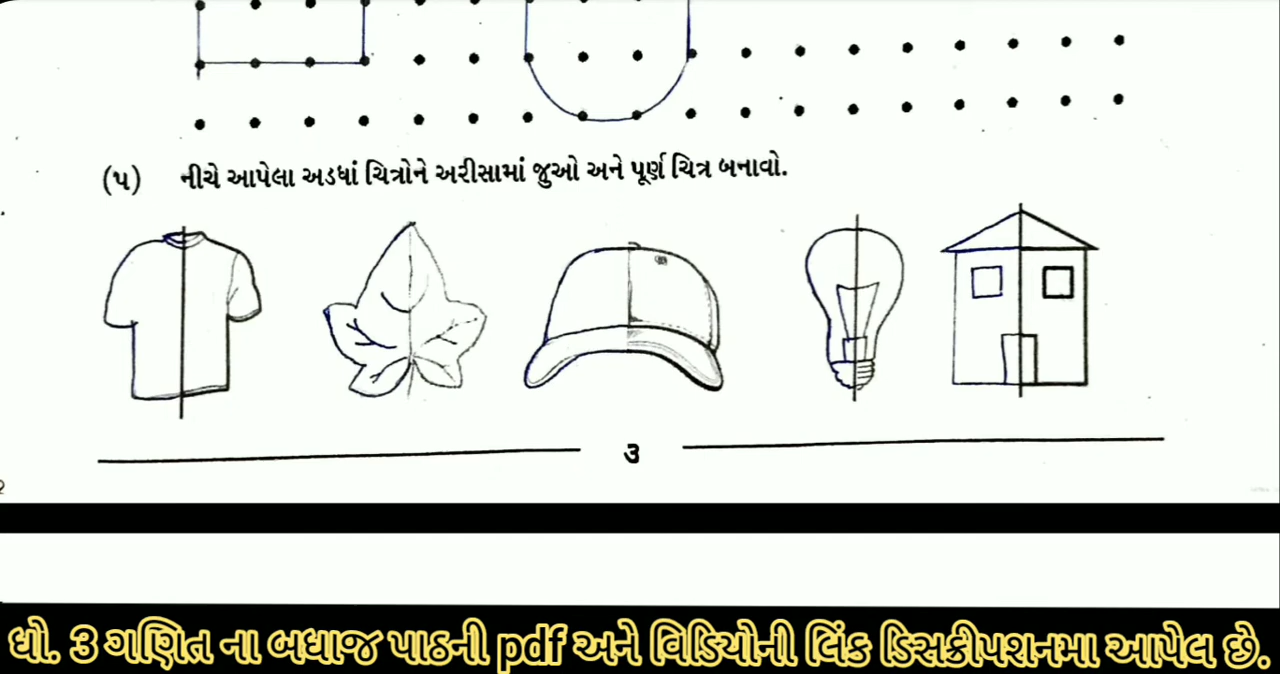 (૫) નીચે આપેલા અડધાં ચિત્રોને અરીસામાં જુઓ અને પૂર્ણ ચિત્ર બનાવો.
૩
ધો. 3 ગણિત ના બધાજ પાઠની pdf અને વિડિયોની લિંક ડિસક્રીપશનમા આપેલ છે.